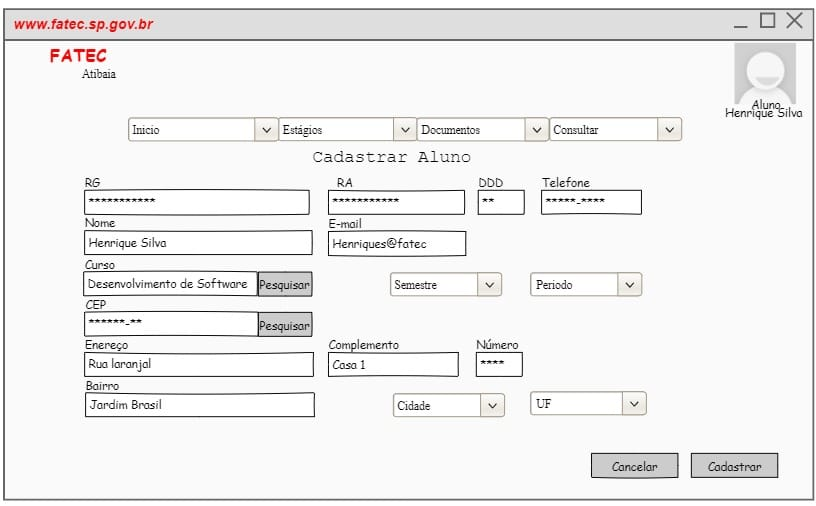 www.fatec.sp.gov.br
FATEC
Atibaia
Aluno
Henrique Silva
Inicio Estágios Documentos Consultar
Cadastrar Aluno
RG RA DDD Telefone
*********** *********** ** *****-****
Nome E-mail
Henrique Silva Henriques@fatec
Curso
Desenvolvimento de Software Pesquisar Semestre Periodo
CEP
******-** Pesquisar
Enereço Complemento Número
Rua laranjal Casa 1 ****
Bairro
Jardim Brasil Cidade UF
Cancelar Cadastrar